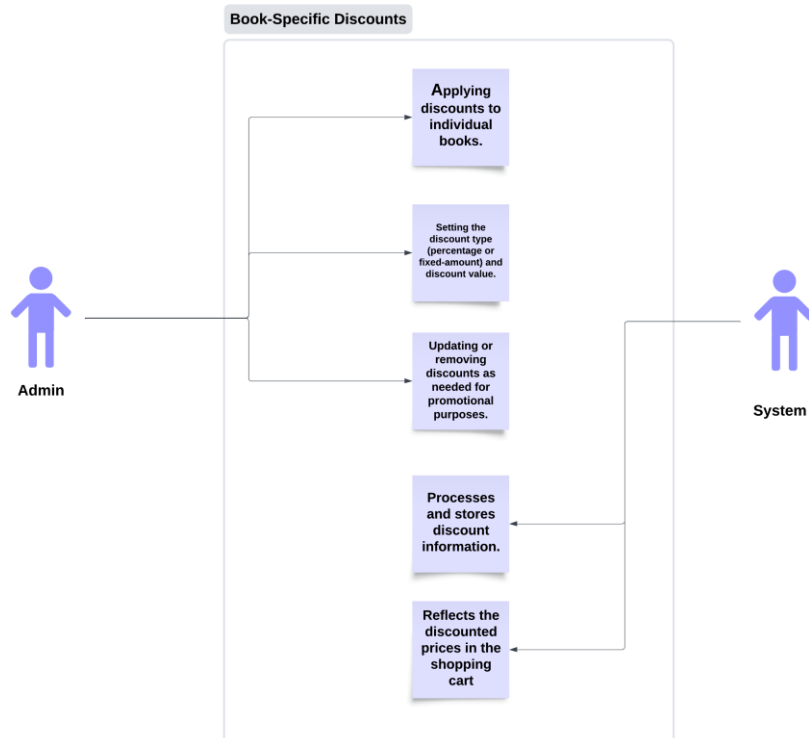 Book-Specific Discounts
Applying
discounts to
individual
books.
Setting the
discount type
(percentage or
fixed-amount) and
discount value.
Admin
Updating or
removing
discounts as
needed for
promotional
purposes.
System
Processes
and stores
discount
information.
Reflects the
discounted
prices in the
shopping
cart